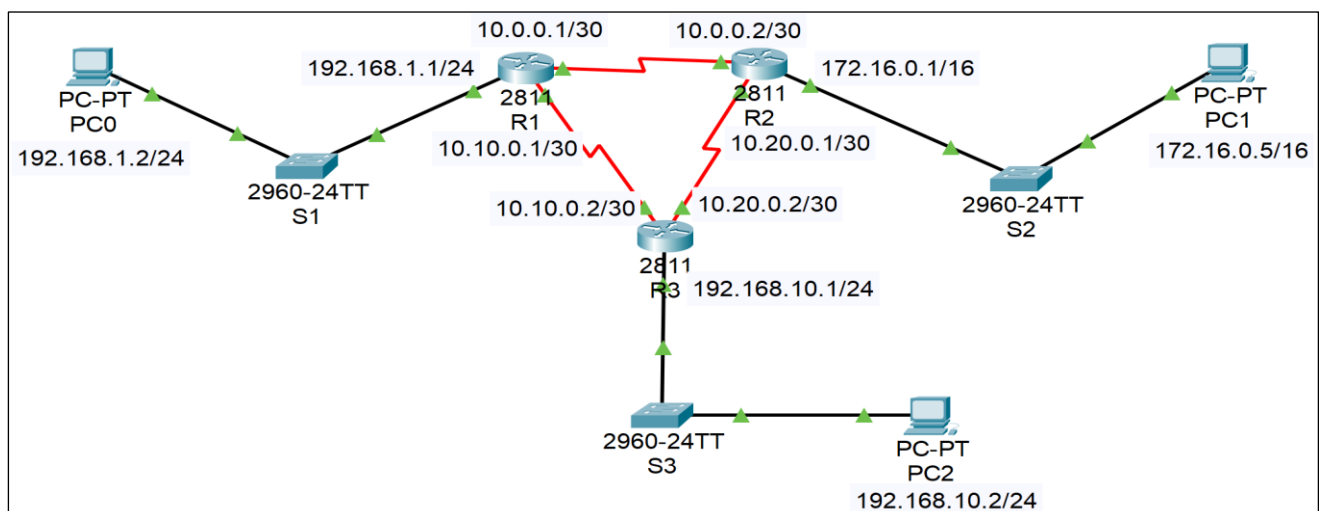 10.0.0.1/30
10.0.0.2/30
192.168.1.1/24
172.16.0.1/16
PC-PT
PC0
192.168.1.2/24
2811
R1
2811
R2
PC-PT
PC1
172.16.0.5/16
10.10.0.1/30
10.20.0.1/30
2960-24TT
S1
2960-24TT
S2
10.10.0.2/30
10.20.0.2/30
2811
R3
192.168.10.1/24
2960-24TT
S3
PC-PT
PC2
192.168.10.2/24